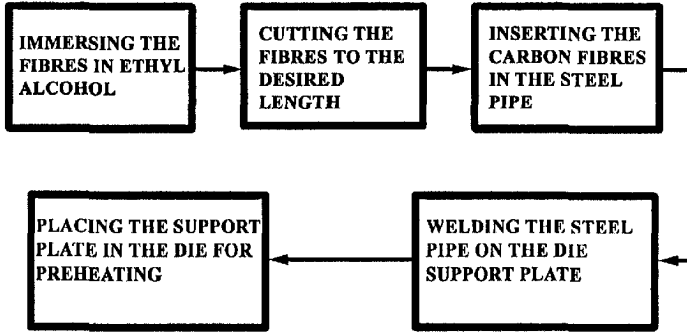 IMMERSING THE
FIBRES IN ETHYL
ALCOHOL
CUTTING THE
FIBRES TO THE
DESIRED
LENGTH
INSERTING THE
CARBON FIBRES
IN THE STEEL
PIPE
WELDING THE STEEL
PIPE ON THE DIE
SUPPORT PLATE
PLACING THE SUPPORT
PLATE IN THE DIE FOR
PREHEATING